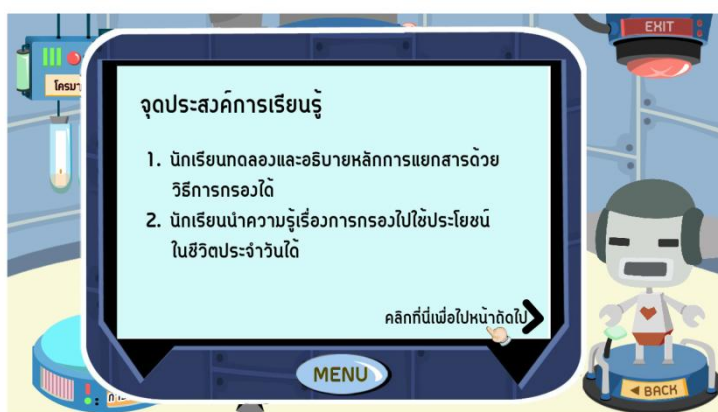 EXIT
โครมา
จุดประสงค์การเรียนรู้
1. นักเรียนทดลองและอธิบายหลักการแยกสารด้วย
วิธีการกรองได้
2. นักเรียนนำความรู้เรื่องการกรองไปใช้ประโยชน์
ในชีวิตประจำวันได้
คลิกที่นี่เพื่อไปหน้าถัดไป
MENU
◄ BACK